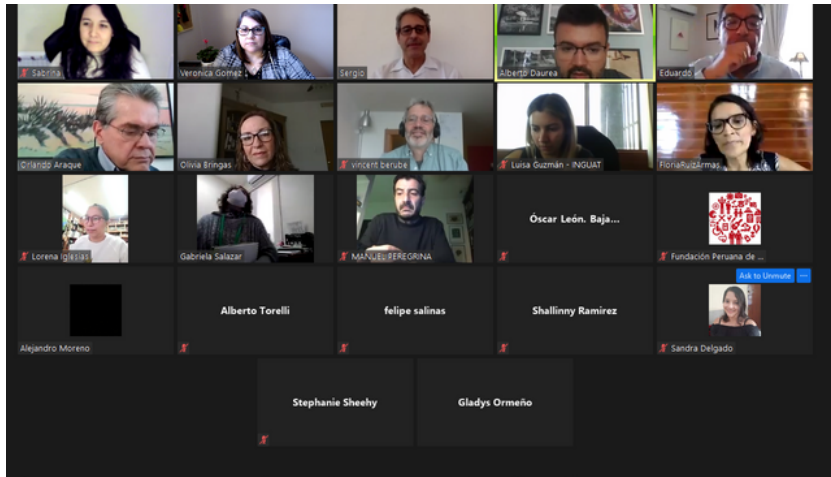 Sabrina
Veronica Gomez
Sergio
Alberto Daurea
Eduardo
Orlando Araque
Olivia Bringas
vincent berube
Luisa Guzmán - INGUAT
FloriaRuizArmas
Lorena Iglesias
Gabriela Salazar
MANUEL PEREGRINA
Óscar León. Baja...
Fundación Peruana de ...
Ask to Unmute ...
Alejandro Moreno
Alberto Torelli
felipe salinas
Shallinny Ramirez
Sandra Delgado
Stephanie Sheehy
Gladys Ormeño